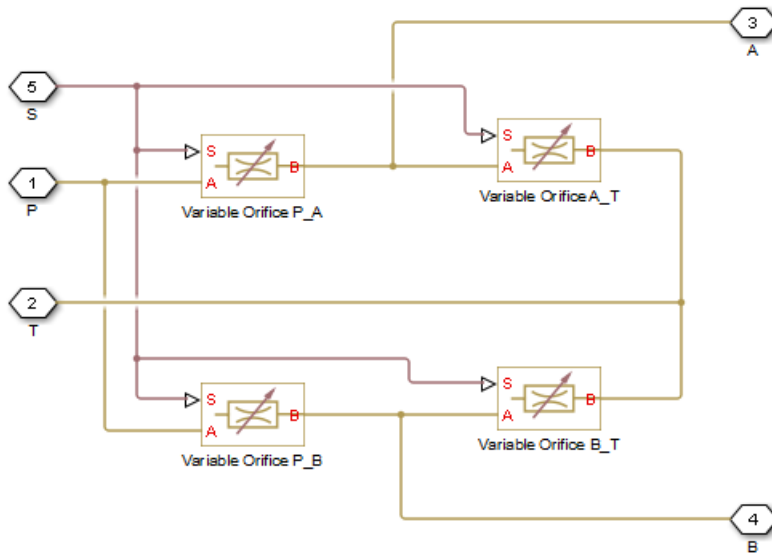 3
A
5
S
S
A
B
Variable Orifice P_A
S
A
B
Variable Orifice A_T
1
P
2
T
S
A
B
Variable Orifice P_B
S
A
B
Variable Orifice B_T
4
B